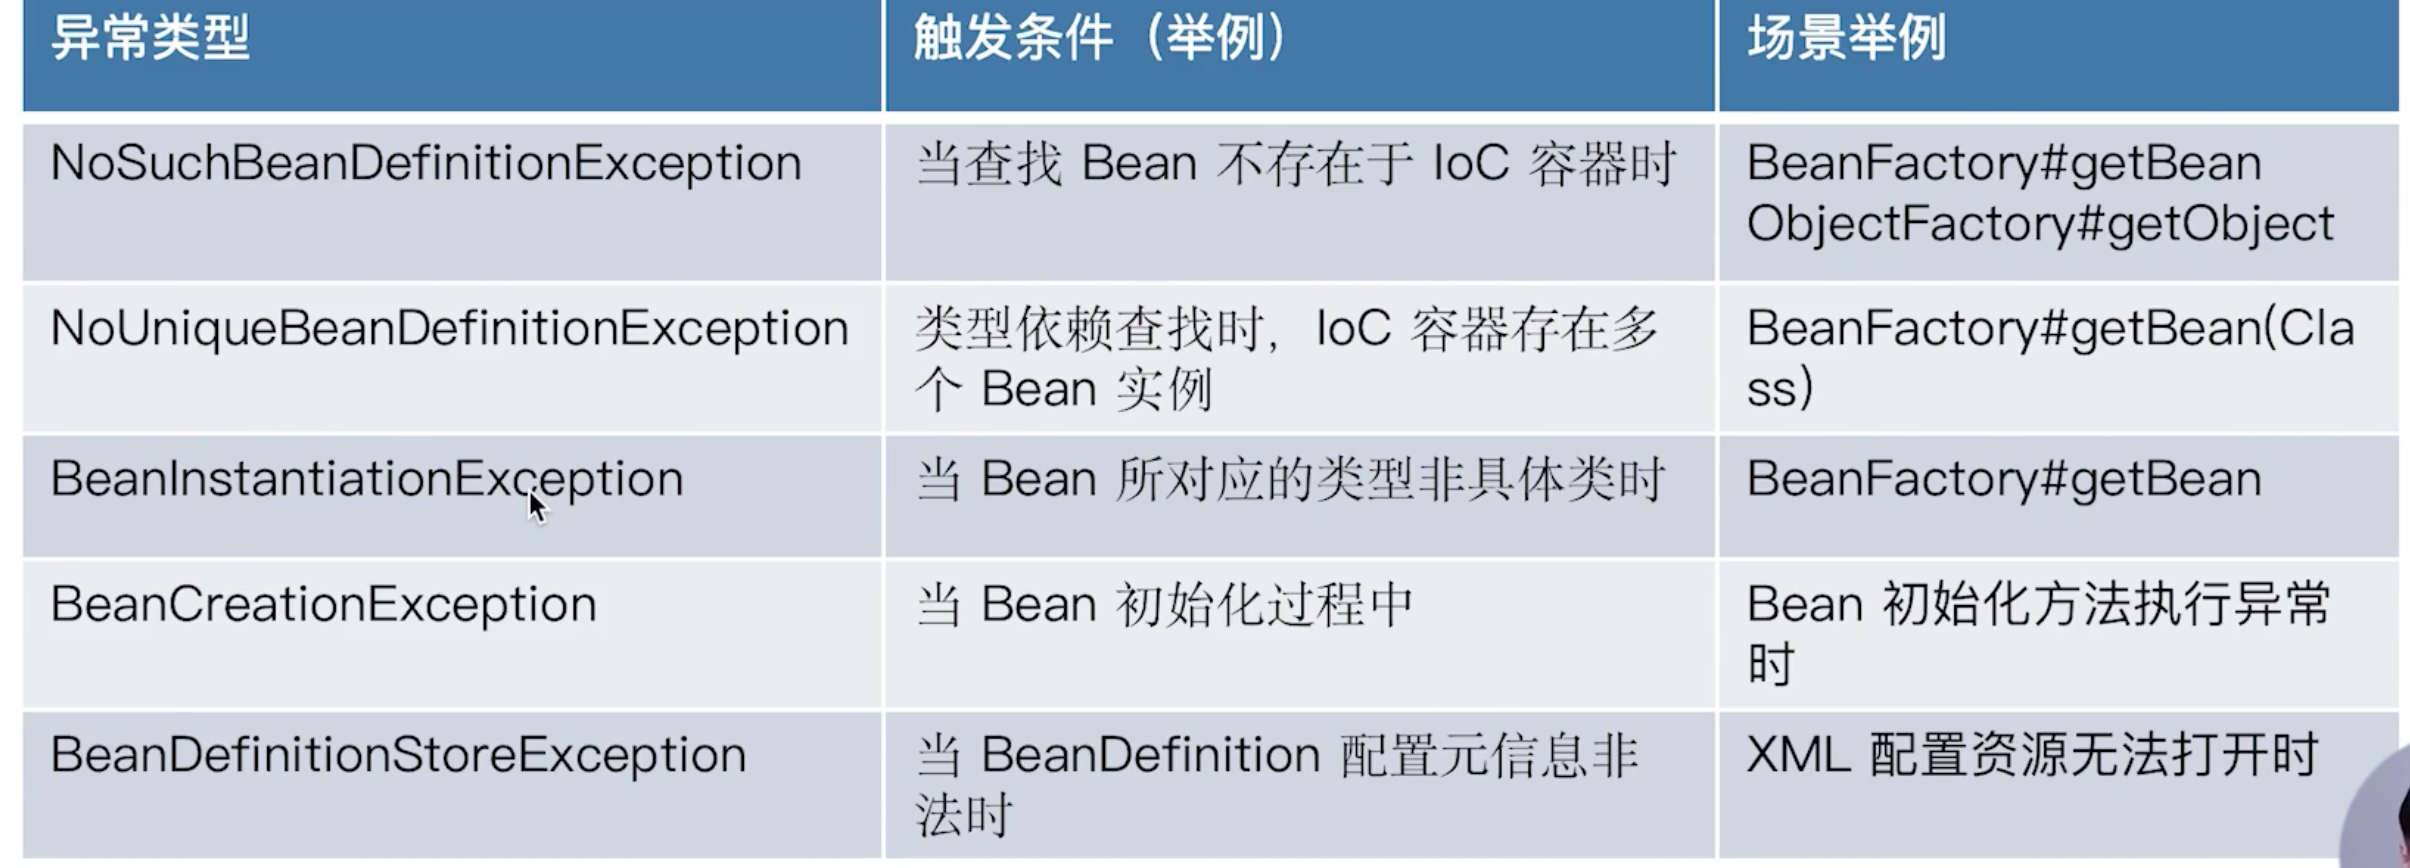 异常类型
触发条件（举例）
场景举例
NoSuchBeanDefinitionException
当查找 Bean 不存在于 IoC 容器时
BeanFactory#getBean
ObjectFactory#getObject
NoUniqueBeanDefinitionException
类型依赖查找时，IoC 容器存在多
个 Bean 实例
BeanFactory#getBean(Cla
ss)
BeanInstantiationException
当 Bean 所对应的类型非具体类时
BeanFactory#getBean
BeanCreationException
当 Bean 初始化过程中
Bean 初始化方法执行异常
时
BeanDefinitionStoreException
当 BeanDefinition 配置元信息非
法时
XML 配置资源无法打开时